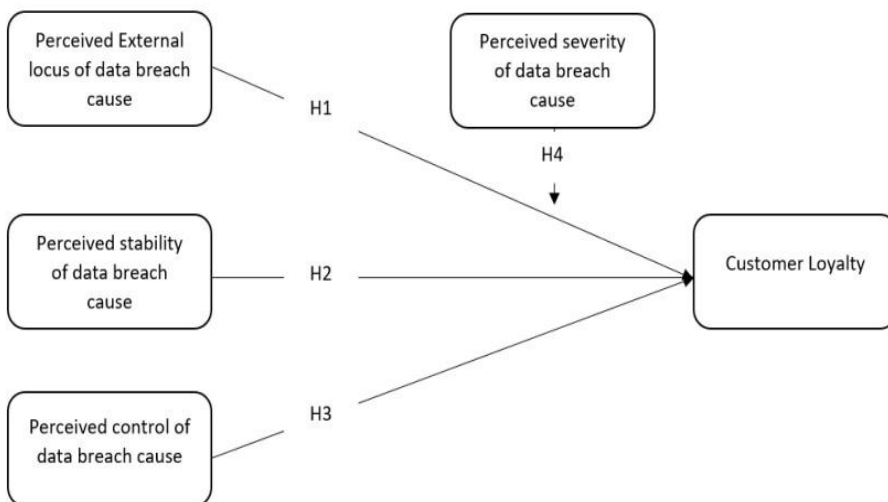 Perceived External
locus of data breach
cause
Perceived severity
of data breach
cause
H1
H4
Perceived stability
of data breach
cause
H2
Customer Loyalty
Perceived control of
data breach cause
H3